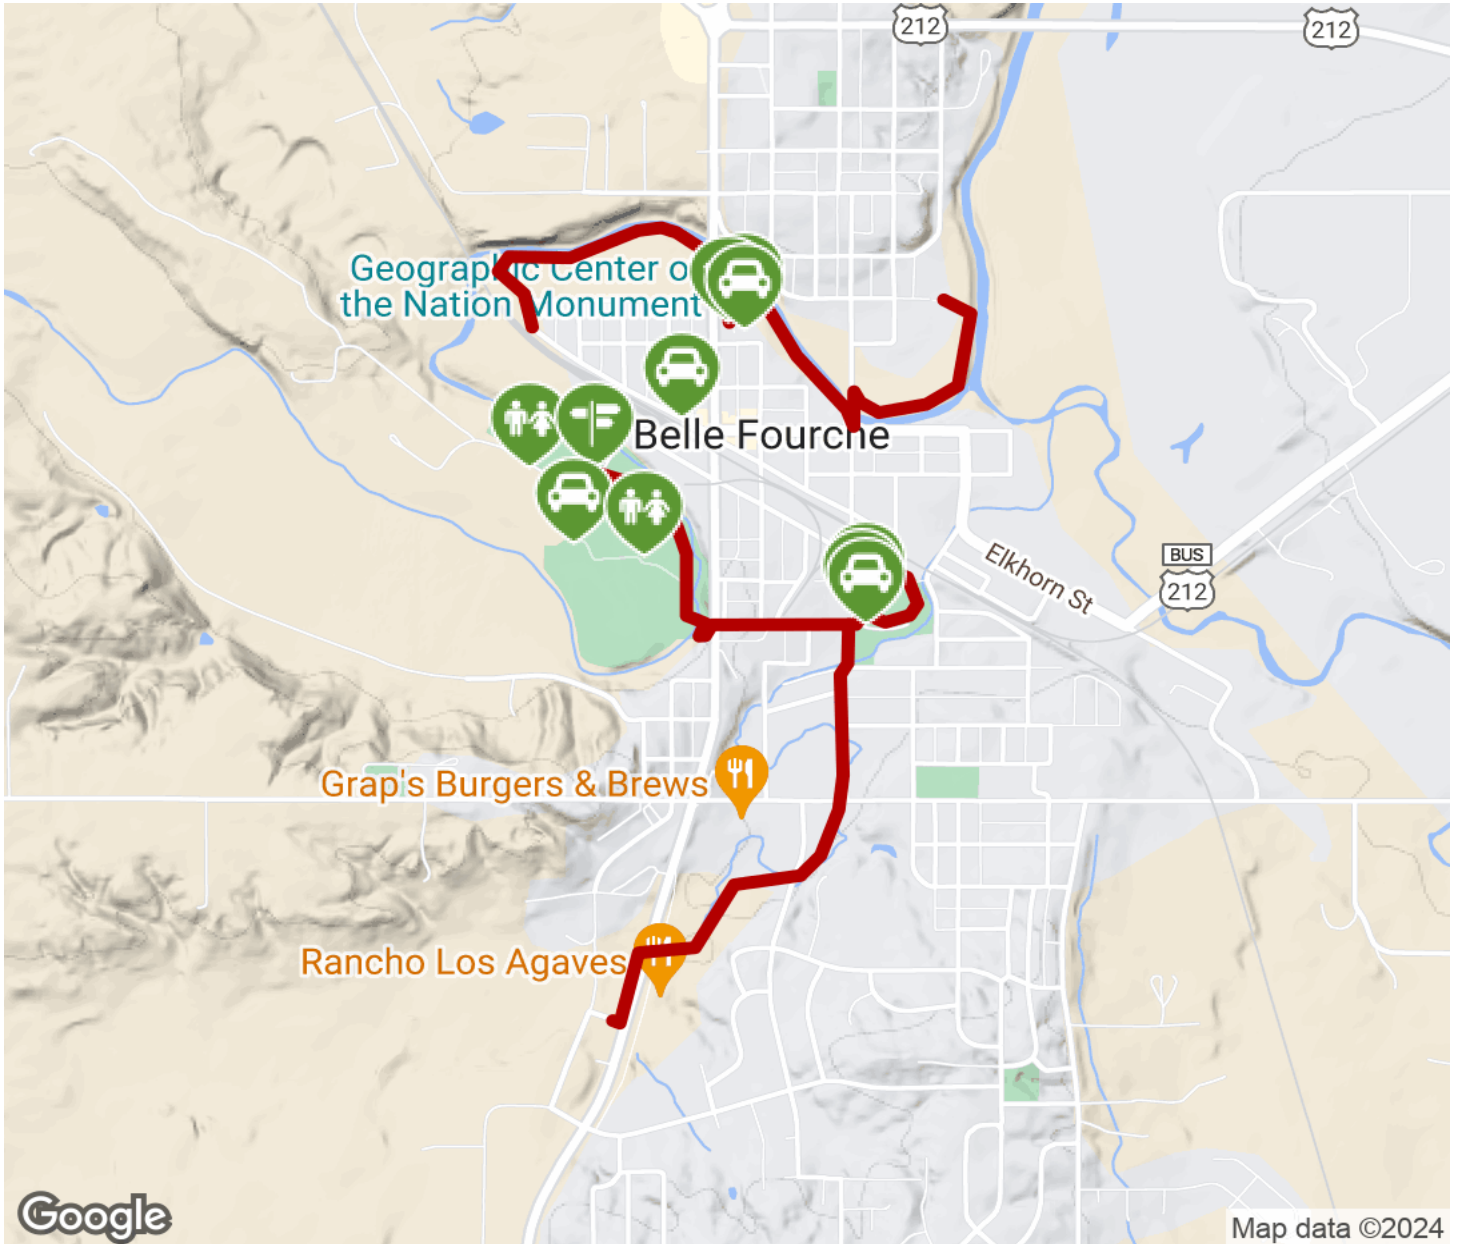 212
212
Geographic Center o
the Nation Monument
Belle Fourche
Elkhorn St
BUS
212
Grap's Burgers & Brews
Rancho Los Agaves
Google
Map data ©2024